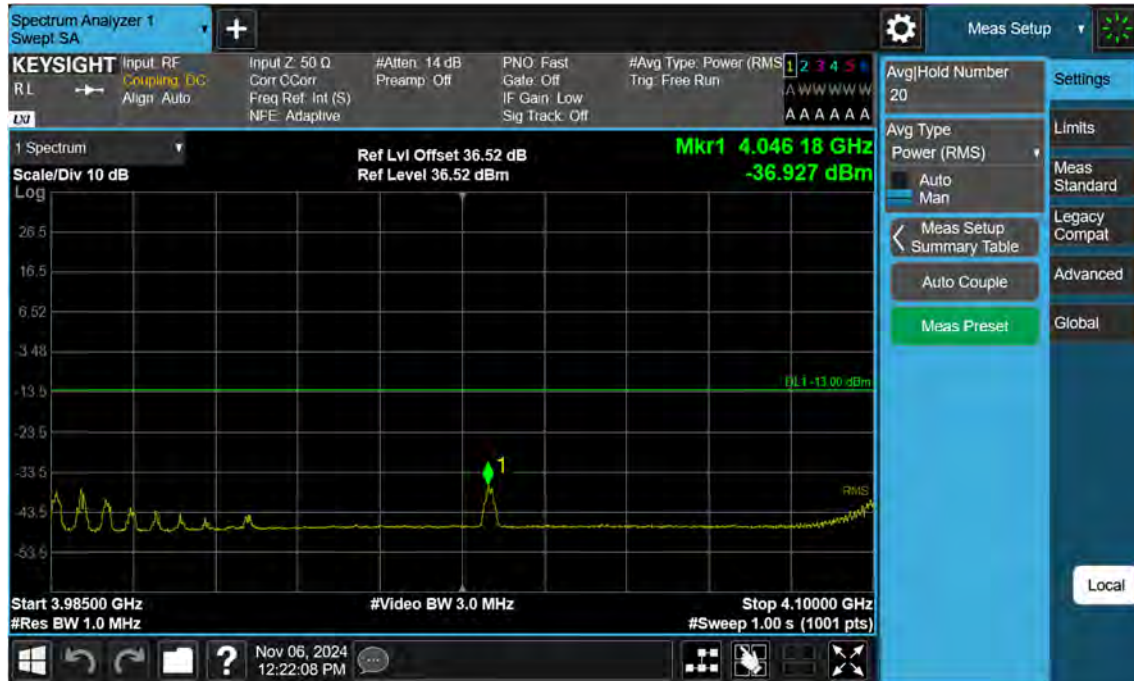 Spectrum Analyzer 1
Swept SA
+
Meas Setup
KEYSIGHT
RL
LXI
Input: RF
Coupling: DC
Align: Auto
Input Z: 50 Ω
Corr CCorr
Freq Ref: Int (S)
NFE: Adaptive
#Atten: 14 dB
Preamp: Off
PNO: Fast
Gate: Off
IF Gain: Low
Sig Track: Off
#Avg Type: Power (RMS)
Trig: Free Run
1 2 3 4 5 6
A W W W W W
A A A A A A
1 Spectrum
Scale/Div 10 dB
Log
Ref Lvl Offset 36.52 dB
Ref Level 36.52 dBm
Mkr1 4.046 18 GHz
-36.927 dBm
26.5
16.5
6.52
-3.48
-13.5
-23.5
-33.5
-43.5
-53.5
DL1 -13.00 dBm
1
RMS
Start 3.98500 GHz
#Res BW 1.0 MHz
#Video BW 3.0 MHz
Stop 4.10000 GHz
#Sweep 1.00 s (1001 pts)
?
Nov 06, 2024
12:22:08 PM
Avg|Hold Number
20
Avg Type
Power (RMS)
Auto
Man
Meas Setup
Summary Table
Auto Couple
Meas Preset
Settings
Limits
Meas
Standard
Legacy
Compat
Advanced
Global
Local